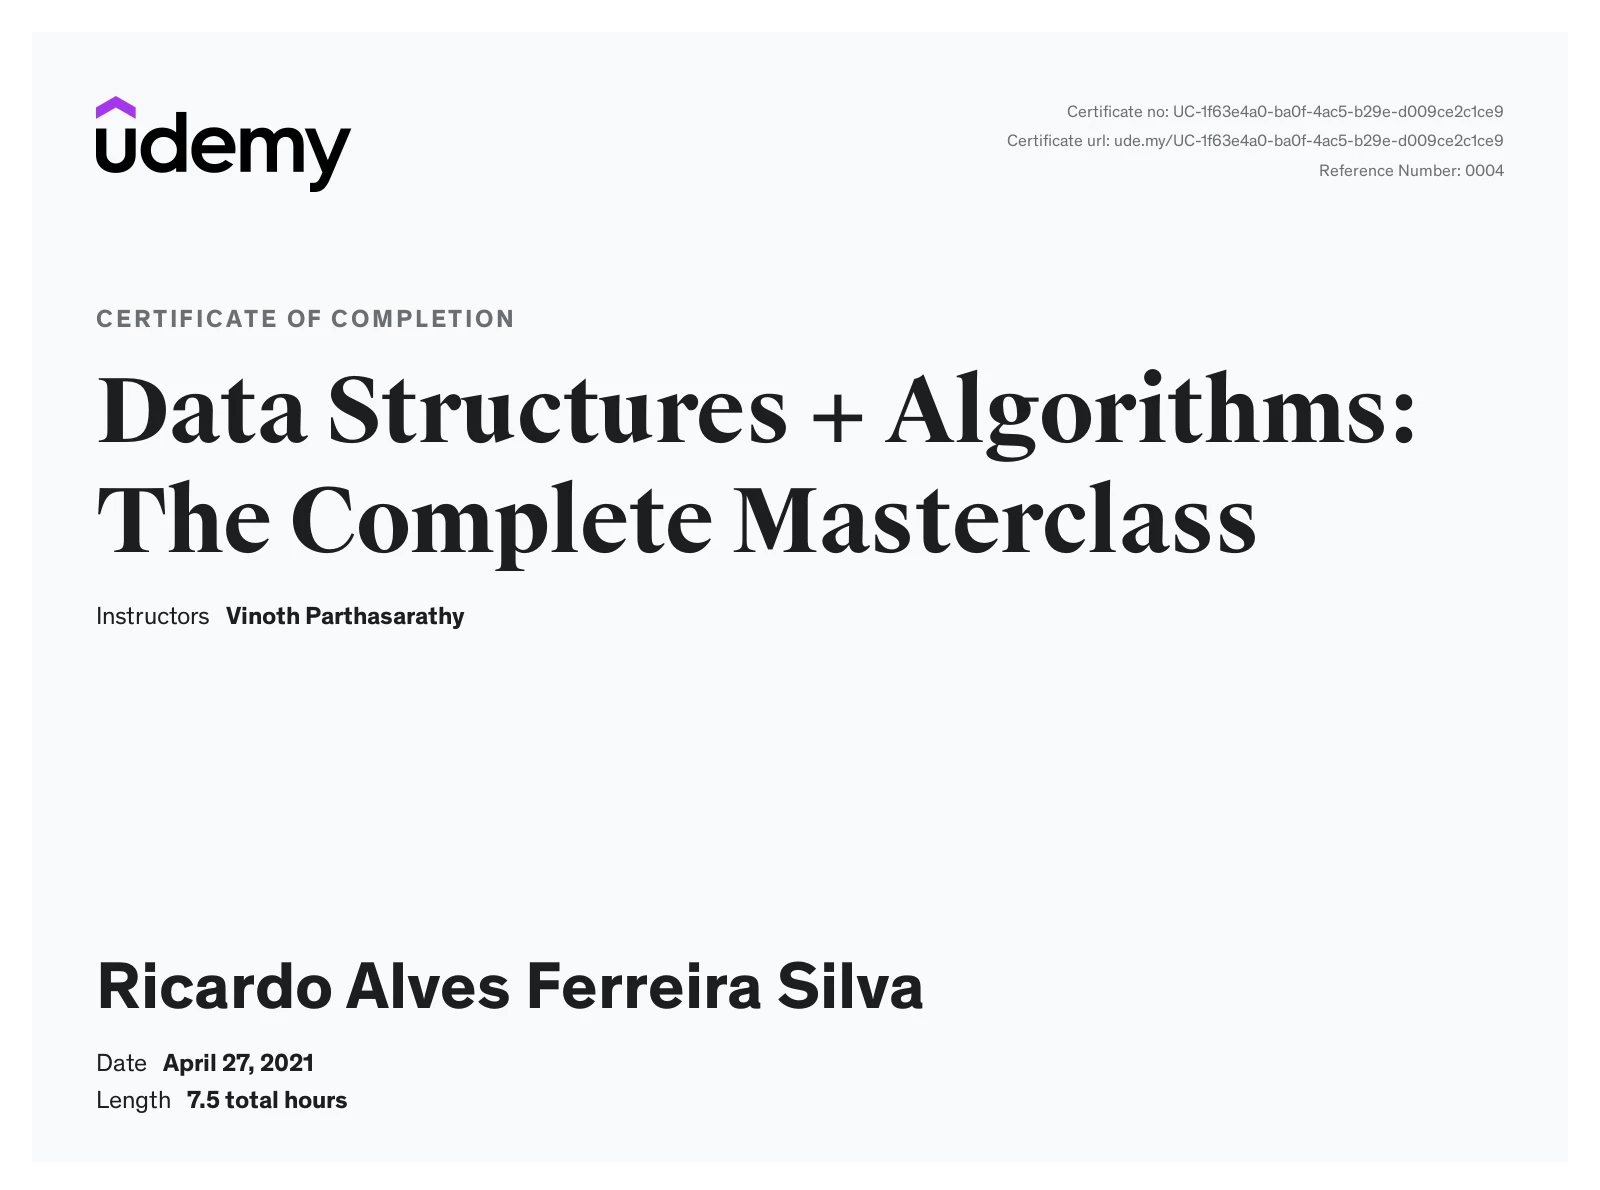 udemy
Certificate no: UC-1f63e4a0-ba0f-4ac5-b29e-d009ce2c1ce9
Certificate url: ude.my/UC-1f63e4a0-ba0f-4ac5-b29e-d009ce2c1ce9
Reference Number: 0004
CERTIFICATE OF COMPLETION
Data Structures + Algorithms:
The Complete Masterclass
Instructors Vinoth Parthasarathy
Ricardo Alves Ferreira Silva
Date April 27, 2021
Length 7.5 total hours